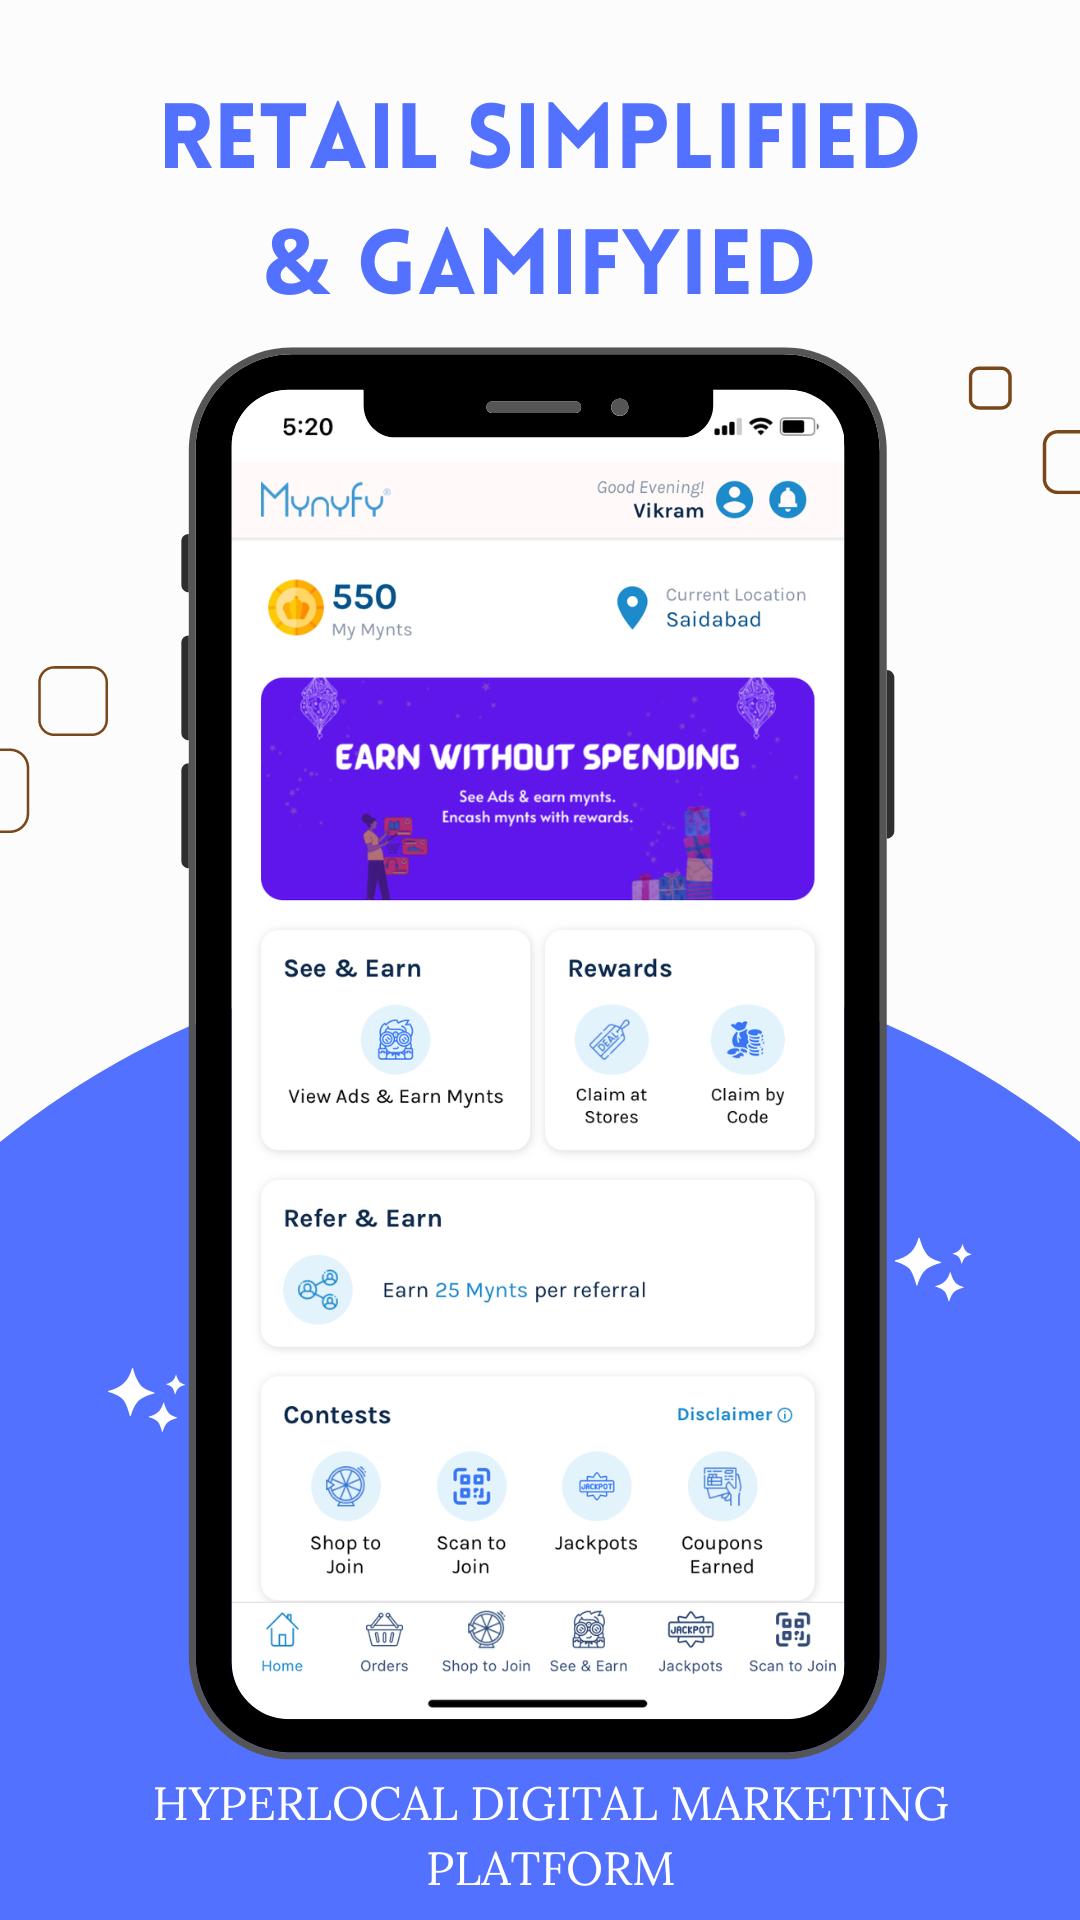 RETAIL SIMPLIFIED
& GAMIFYIED
5:20
Mynyfy®
Good Evening!
Vikram
550
My Mynts
Current Location
Saidabad
EARN WITHOUT SPENDING
See Ads & earn mynts.
Encash mynts with rewards.
See & Earn
View Ads & Earn Mynts
Rewards
DEAL
Claim at
Stores
Claim by
Code
Refer & Earn
Earn 25 Mynts per referral
Contests
Disclaimer
Shop to
Join
Scan to
Join
JACKPOT
Jackpots
Coupons
Earned
Home
Orders
Shop to Join
See & Earn
JACKPOT
Jackpots
Scan to Join
HYPERLOCAL DIGITAL MARKETING
PLATFORM